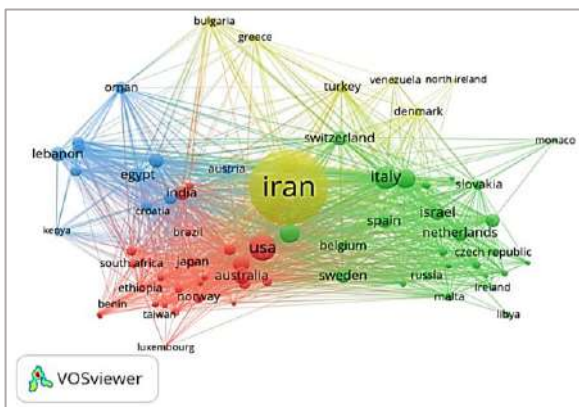 bulgaria
greece
oman
turkey
venezuela
north ireland
denmark
switzerland
monaco
lebanon
egypt
austria
iran
italy
slovakia
india
croatia
spain
israel
kenya
brazil
usa
belgium
netherlands
czech republic
south africa
japan
australia
sweden
russia
ireland
ethiopia
norway
malta
benin
taiwan
libya
luxembourg
VOSviewer